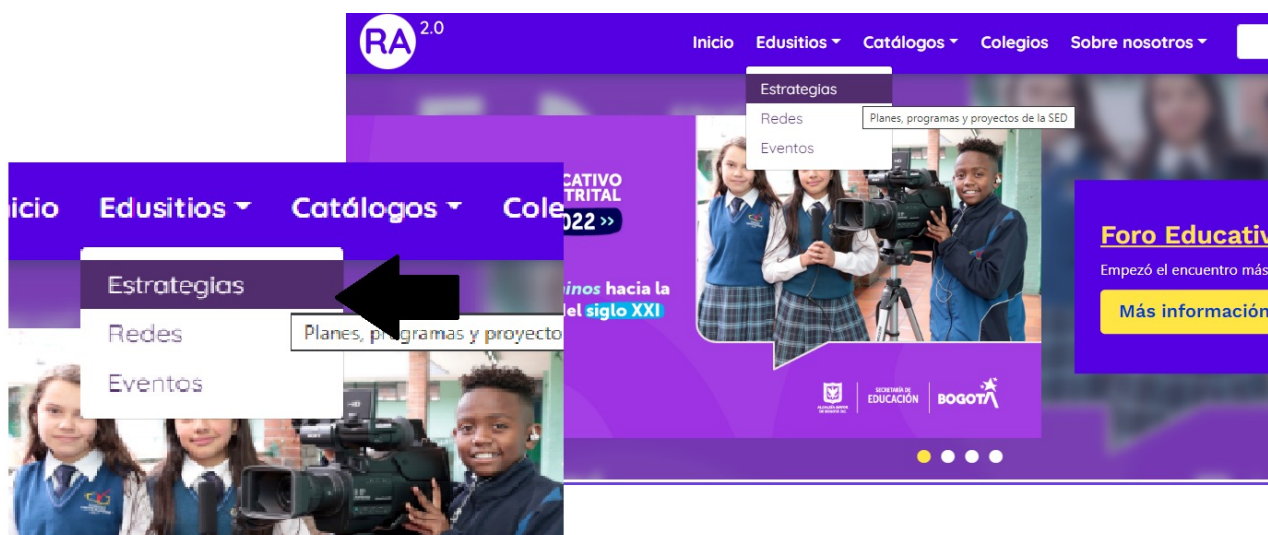 RA 2.0
Inicio Edusitios Catálogos Colegios Sobre nosotros
Estrategias
Redes
Eventos
Planes, programas y proyectos de la SED
CATIVO
TRITAL
022 >>
inos hacia la
del siglo XXI
SECRETARÍA DE
EDUCACIÓN
BOGOTÁ
Foro Educativ
Empezó el encuentro más
Más información
icio Edusitios Catálogos Cole
Estrategias
Redes
Eventos
Planes, programas y proyecto